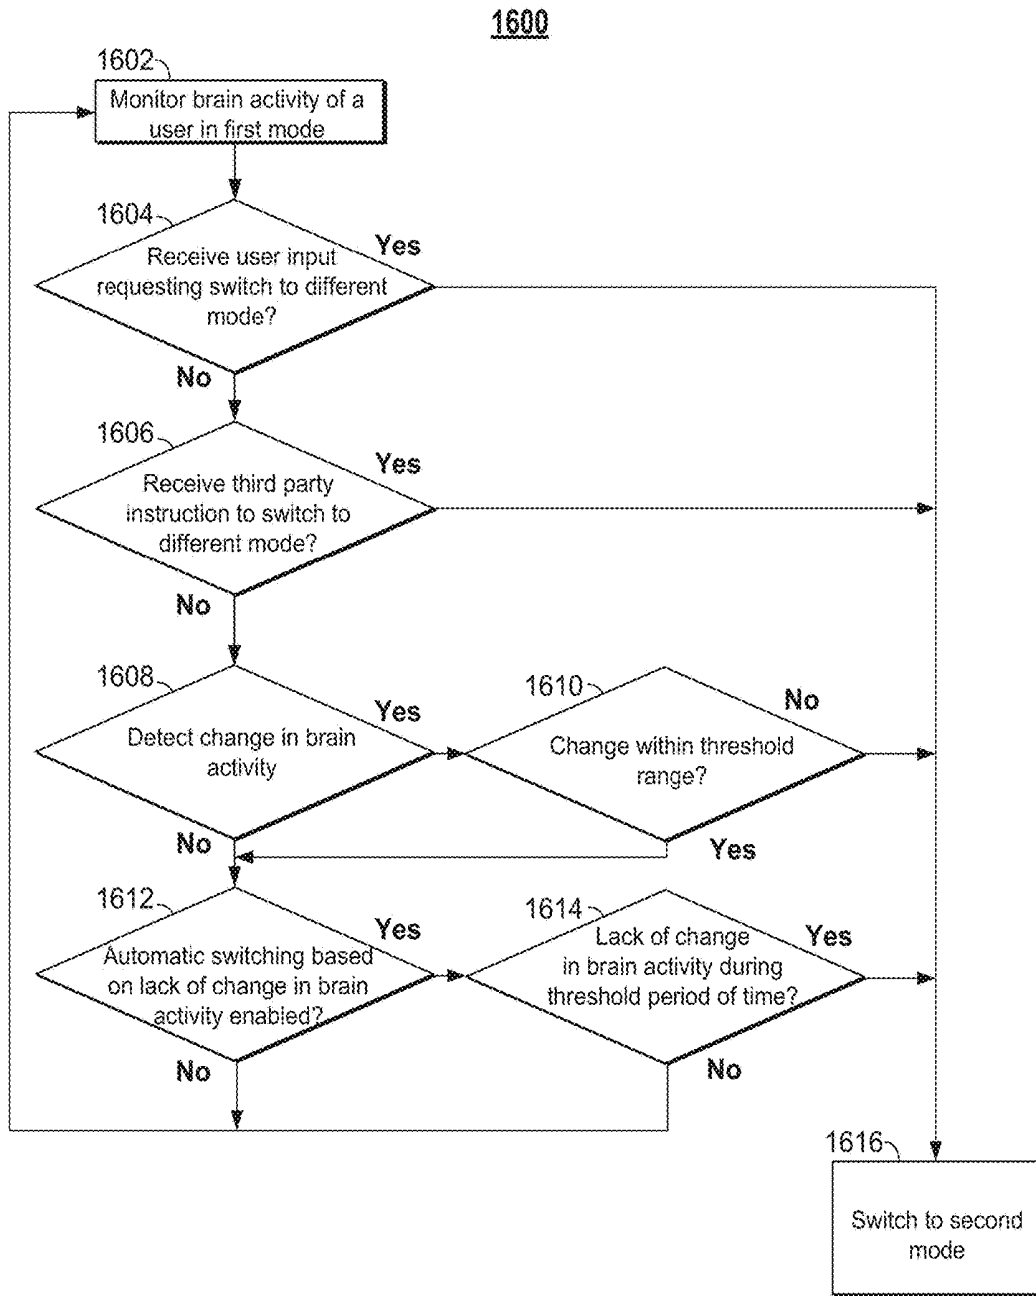 1600
1602
Monitor brain activity of a
user in first mode
1604
Yes
Receive user input
requesting switch to different
mode?
No
1606
Yes
Receive third party
instruction to switch to
different mode?
No
1608
Yes
Detect change in brain
activity
No
1610
No
Change within threshold
range?
Yes
1612
Yes
Automatic switching based
on lack of change in brain
activity enabled?
No
1614
Yes
Lack of change
in brain activity during
threshold period of time?
No
1616
Switch to second
mode